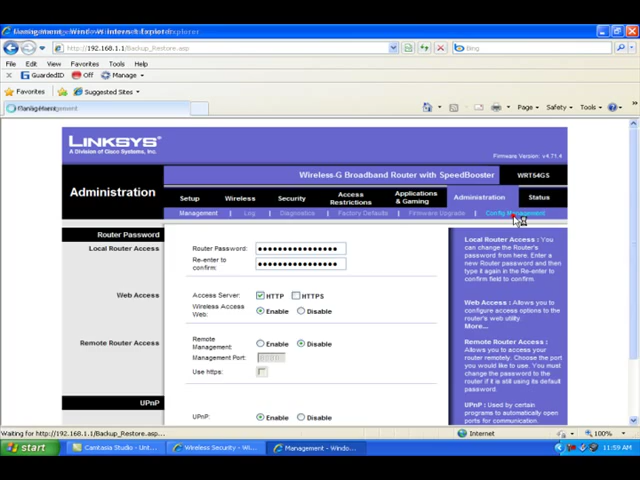 Management - Windows Internet Explorer
http://192.168.1.1/Backup_Restore.asp
Bing
File Edit View Favorites Tools Help
x GuardedID Off Manage
Favorites Suggested Sites
Management
Page Safety Tools
LINKSYS®
A Division of Cisco Systems, Inc.
Firmware Version: v4.71.4
Wireless-G Broadband Router with SpeedBooster WRT54GS
Administration
Setup Wireless Security Access Restrictions Applications & Gaming Administration Status
Management | Log | Diagnostics | Factory Defaults | Firmware Upgrade | Config Management
Router Password
Local Router Access
Router Password:
Re-enter to confirm:
Web Access
Access Server: HTTP HTTPS
Wireless Access Web: Enable Disable
Remote Router Access
Remote Management: Enable Disable
Management Port: 8080
Use https:
UPnP
UPnP: Enable Disable
Local Router Access : You
can change the Router's
password from here. Enter a
new Router password and then
type it again in the Re-enter to
confirm field to confirm.
Web Access : Allows you to
configure access options to the
router's web utility.
More...
Remote Router Access :
Allows you to access your
router remotely. Choose the port
you would like to use. You must
change the password to the
router if it is still using its default
password.
UPnP : Used by certain
programs to automatically open
ports for communication.
Waiting for http://192.168.1.1/Backup_Restore.asp...
Internet 100%
start Camtasia Studio - Unt... Wireless Security - Wi... Management - Windo... 11:59 AM